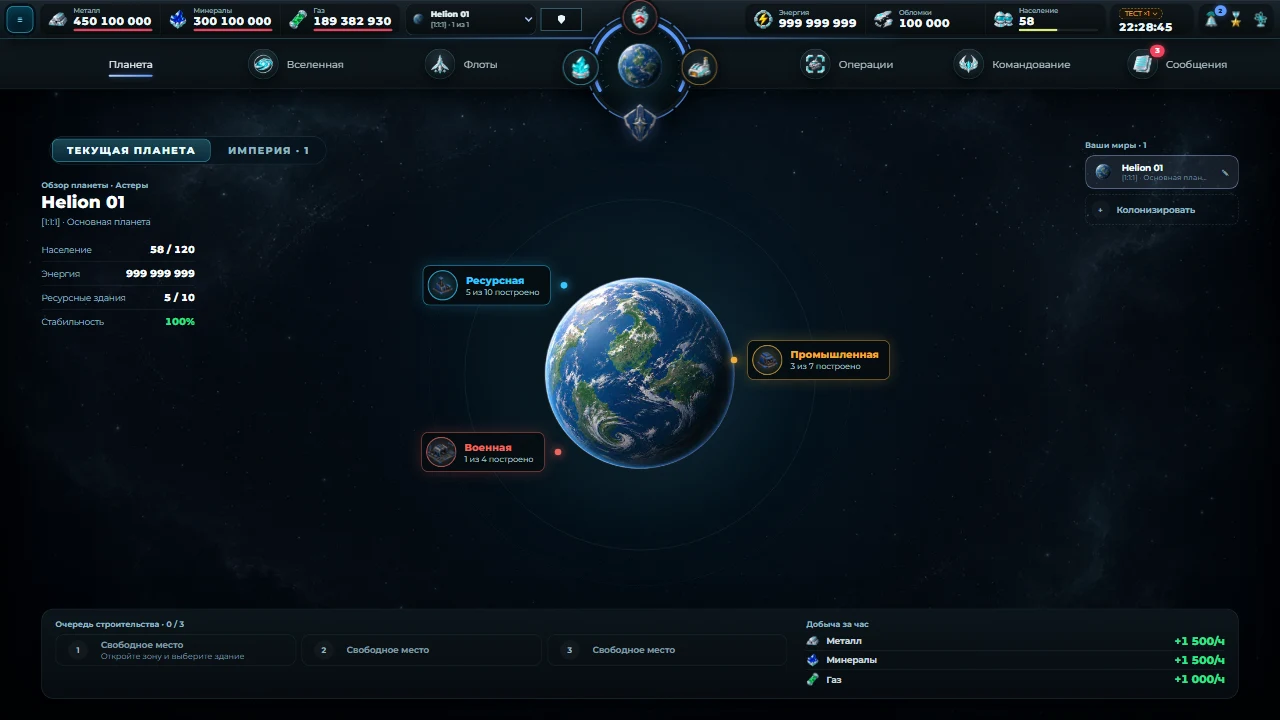 Металл
450 100 000
Минералы
300 100 000
Газ
189 382 930
Helion 01
[1:1:1] · 1 из 1
Энергия
999 999 999
Обломки
100 000
Население
58
ТЕСТ ×1
22:28:45
2
Планета
Вселенная
Флоты
Операции
Командование
3
Сообщения
ТЕКУЩАЯ ПЛАНЕТА
ИМПЕРИЯ · 1
Обзор планеты · Астеры
Helion 01
[1:1:1] · Основная планета
Население 58 / 120
Энергия 999 999 999
Ресурсные здания 5 / 10
Стабильность 100%
Ваши миры · 1
Helion 01
[1:1:1] · Основная план...
+ Колонизировать
Ресурсная
5 из 10 построено
Промышленная
3 из 7 построено
Военная
1 из 4 построено
Очередь строительства · 0 / 3
1 Свободное место
Откройте зону и выберите здание
2 Свободное место
3 Свободное место
Добыча за час
Металл +1 500/ч
Минералы +1 500/ч
Газ +1 000/ч